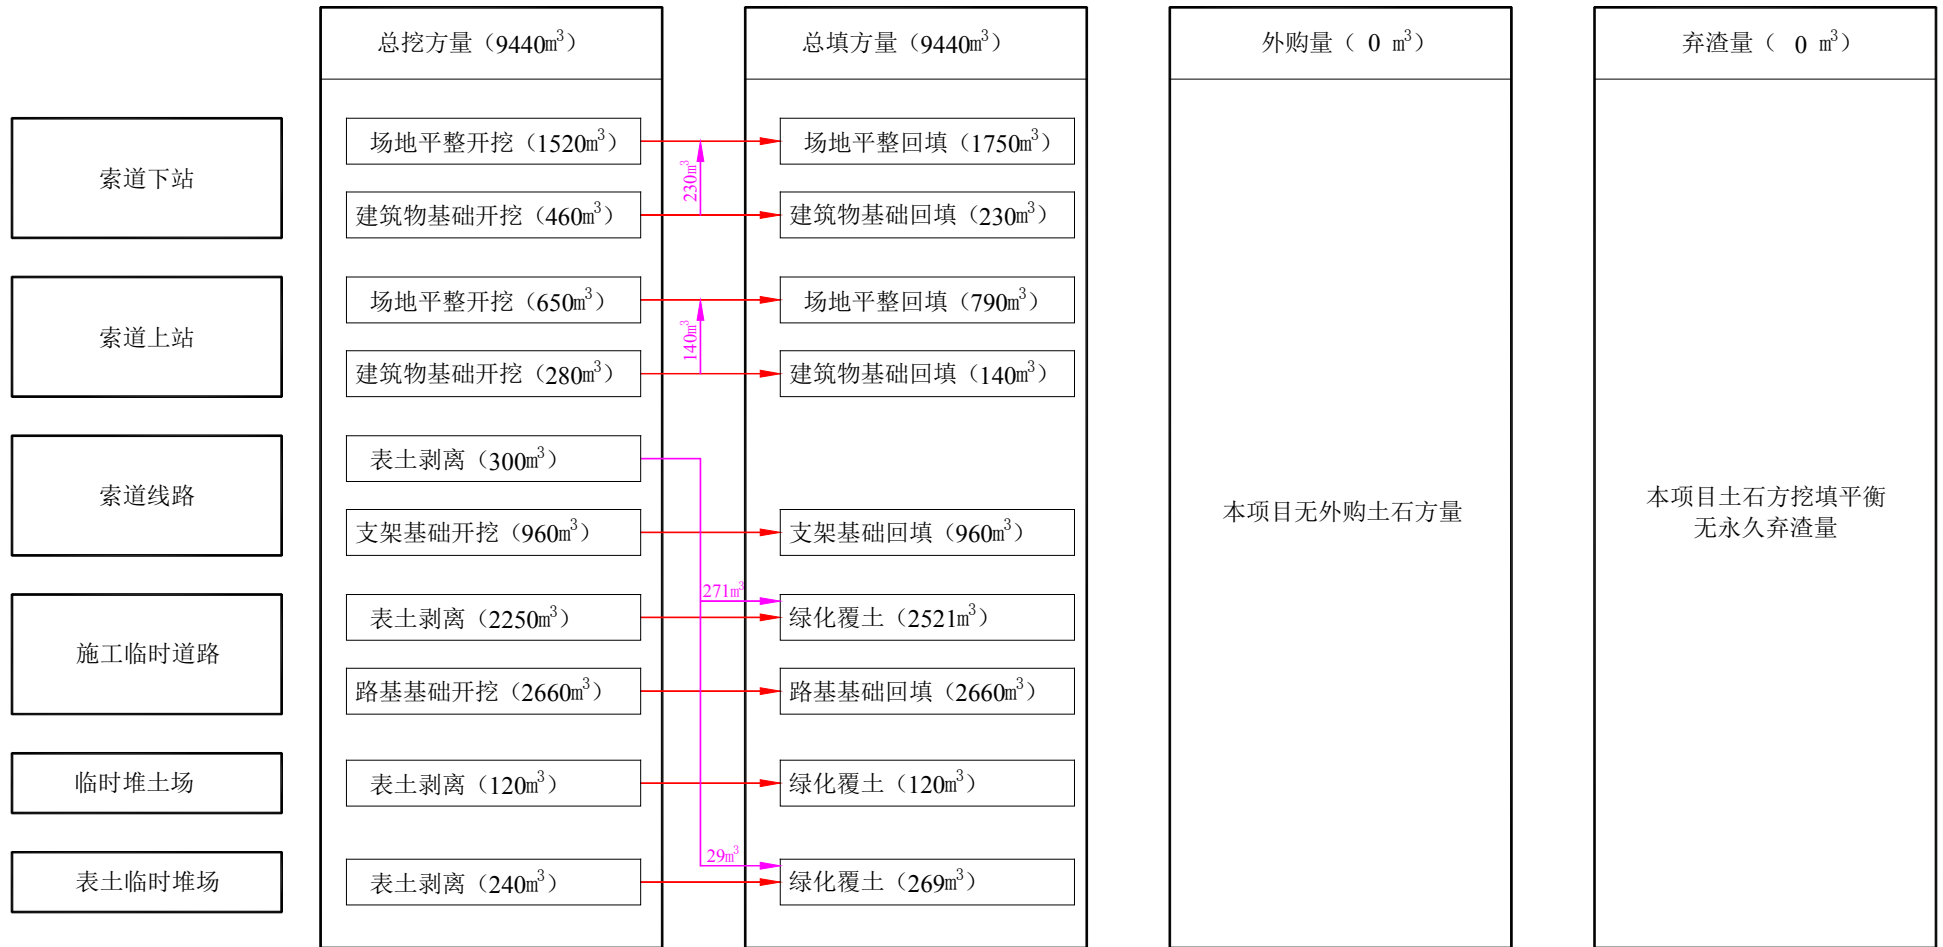 总挖方量（9440m³）
总填方量（9440m³）
外购量（ 0 m³）
弃渣量（ 0 m³）
索道下站
场地平整开挖（1520m³）
场地平整回填（1750m³）
230m³
建筑物基础开挖（460m³）
建筑物基础回填（230m³）
索道上站
场地平整开挖（650m³）
场地平整回填（790m³）
140m³
建筑物基础开挖（280m³）
建筑物基础回填（140m³）
索道线路
表土剥离（300m³）
支架基础开挖（960m³）
支架基础回填（960m³）
本项目无外购土石方量
本项目土石方挖填平衡
无永久弃渣量
施工临时道路
271m³
表土剥离（2250m³）
绿化覆土（2521m³）
路基基础开挖（2660m³）
路基基础回填（2660m³）
临时堆土场
表土剥离（120m³）
绿化覆土（120m³）
表土临时堆场
29m³
表土剥离（240m³）
绿化覆土（269m³）